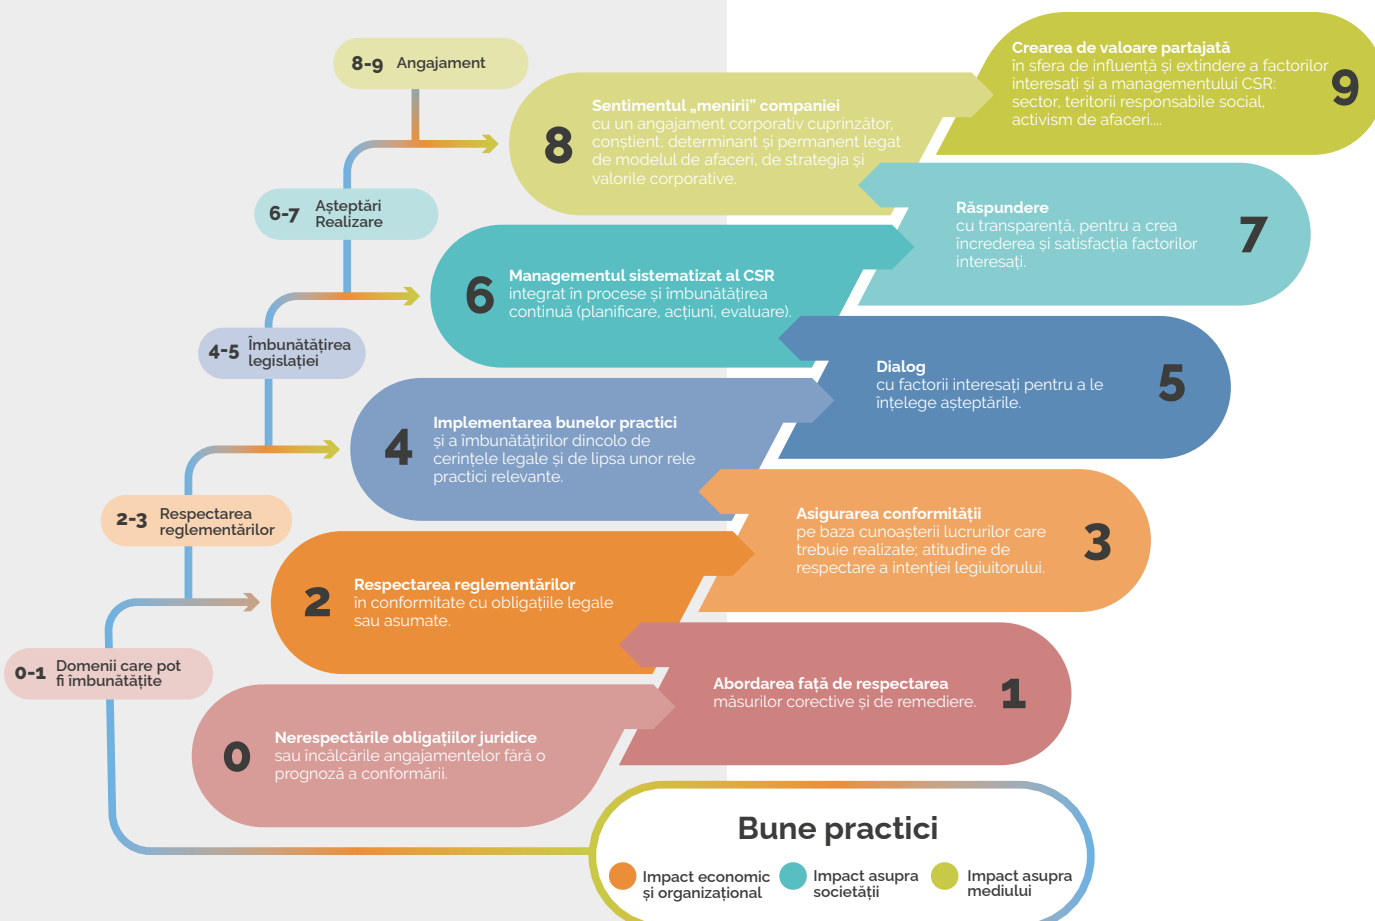 Crearea de valoare partajată
în sfera de influență și extindere a factorilor
interesați și a managementului CSR:
sector, teritorii responsabile social,
activism de afaceri....
9
8-9 Angajament
8
Sentimentul „menirii” companiei
cu un angajament corporativ cuprinzător,
conștient, determinant și permanent legat
de modelul de afaceri, de strategia și
valorile corporative.
6-7 Așteptări
Realizare
Răspundere
cu transparență, pentru a crea
încrederea și satisfacția factorilor
interesați.
7
6
Managementul sistematizat al CSR
integrat în procese și îmbunătățirea
continuă (planificare, acțiuni, evaluare).
4-5 Îmbunătățirea
legislației
Dialog
cu factorii interesați pentru a le
înțelege așteptările.
5
4
Implementarea bunelor practici
și a îmbunătățirilor dincolo de
cerințele legale și de lipsa unor rele
practici relevante.
2-3 Respectarea
reglementărilor
Asigurarea conformității
pe baza cunoașterii lucrurilor care
trebuie realizate; atitudine de
respectare a intenției legiuitorului.
3
2
Respectarea reglementărilor
în conformitate cu obligațiile legale
sau asumate.
0-1 Domenii care pot
fi îmbunătățite
Abordarea față de respectarea
măsurilor corective și de remediere.
1
0
Nerespectările obligațiilor juridice
sau încălcările angajamentelor fără o
prognoză a conformării.
Bune practici
Impact economic
și organizațional
Impact asupra
societății
Impact asupra
mediului